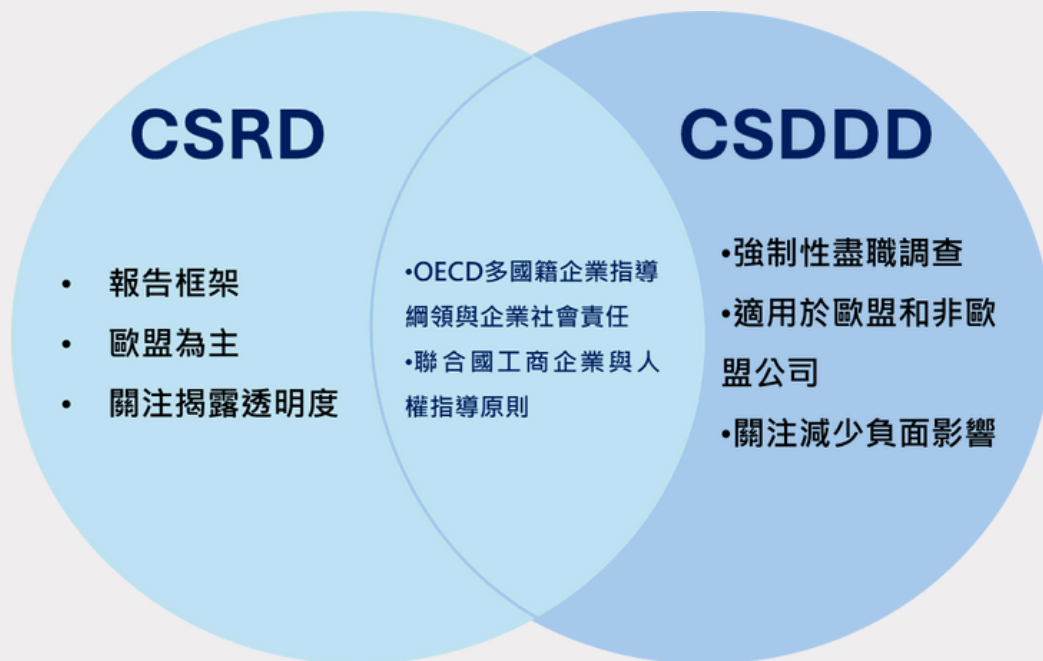 CSRD
• 報告框架
• 歐盟為主
• 關注揭露透明度
•OECD多國籍企業指導
綱領與企業社會責任
•聯合國工商企業與人
權指導原則
CSDDD
•強制性盡職調查
•適用於歐盟和非歐
盟公司
•關注減少負面影響